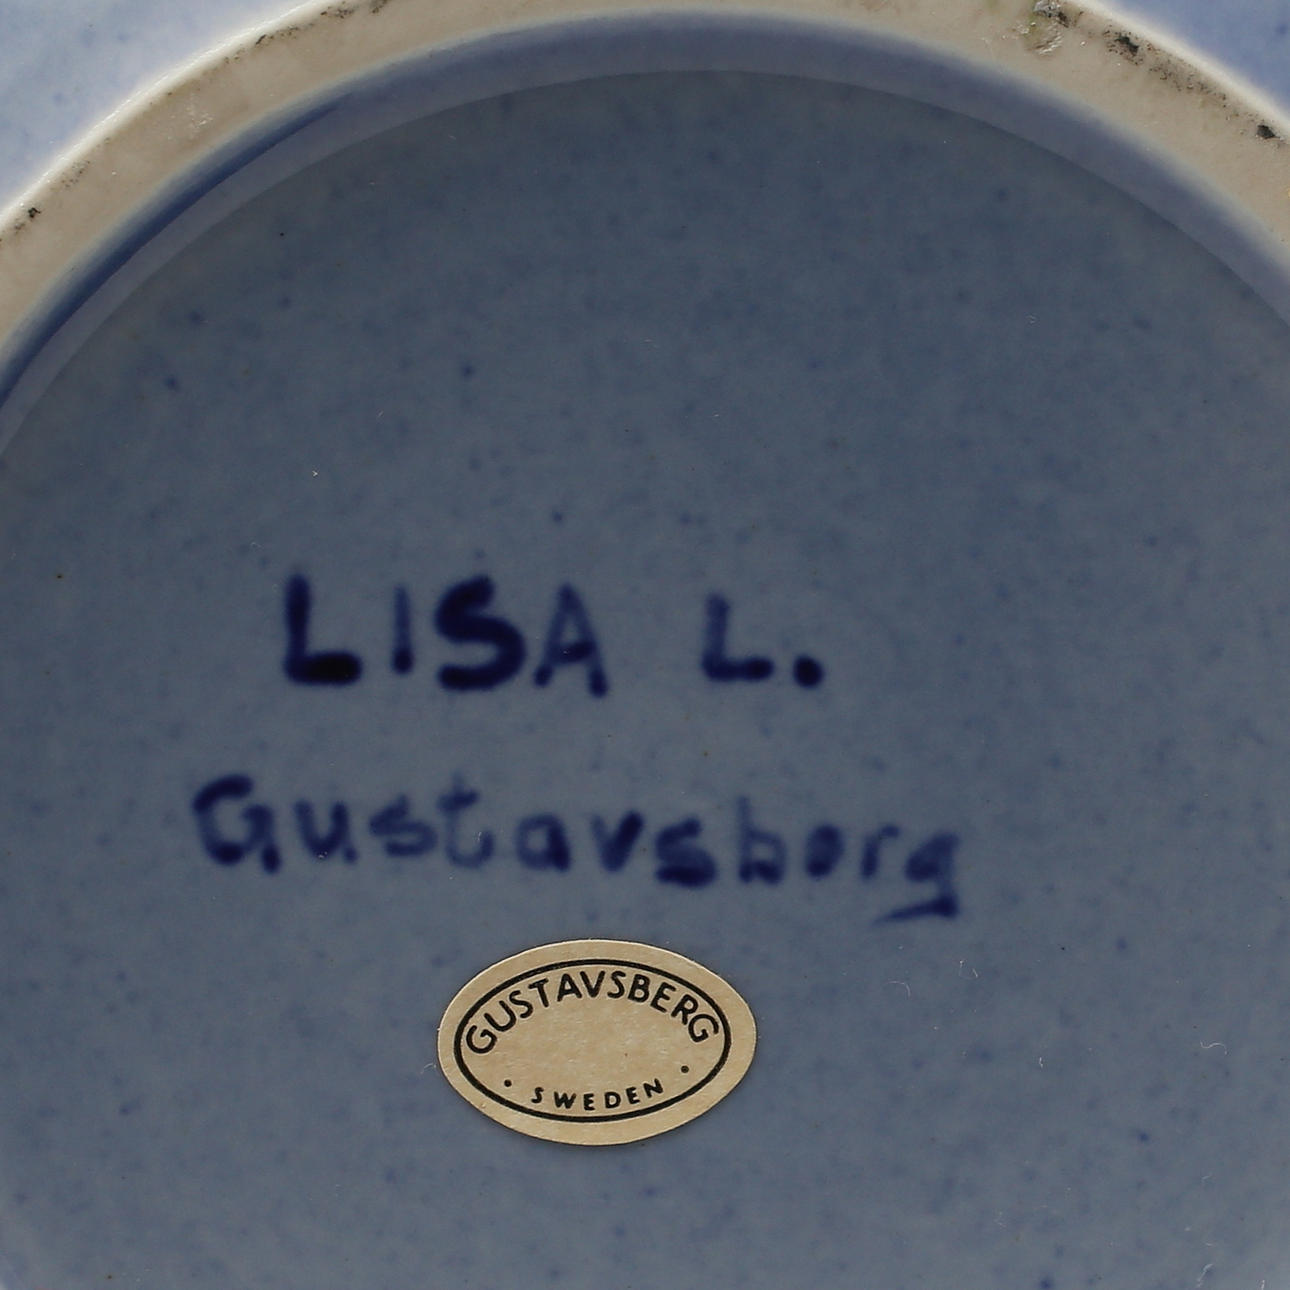 LISA L.
Gustavsberg
GUSTAVSBERG
· SWEDEN ·